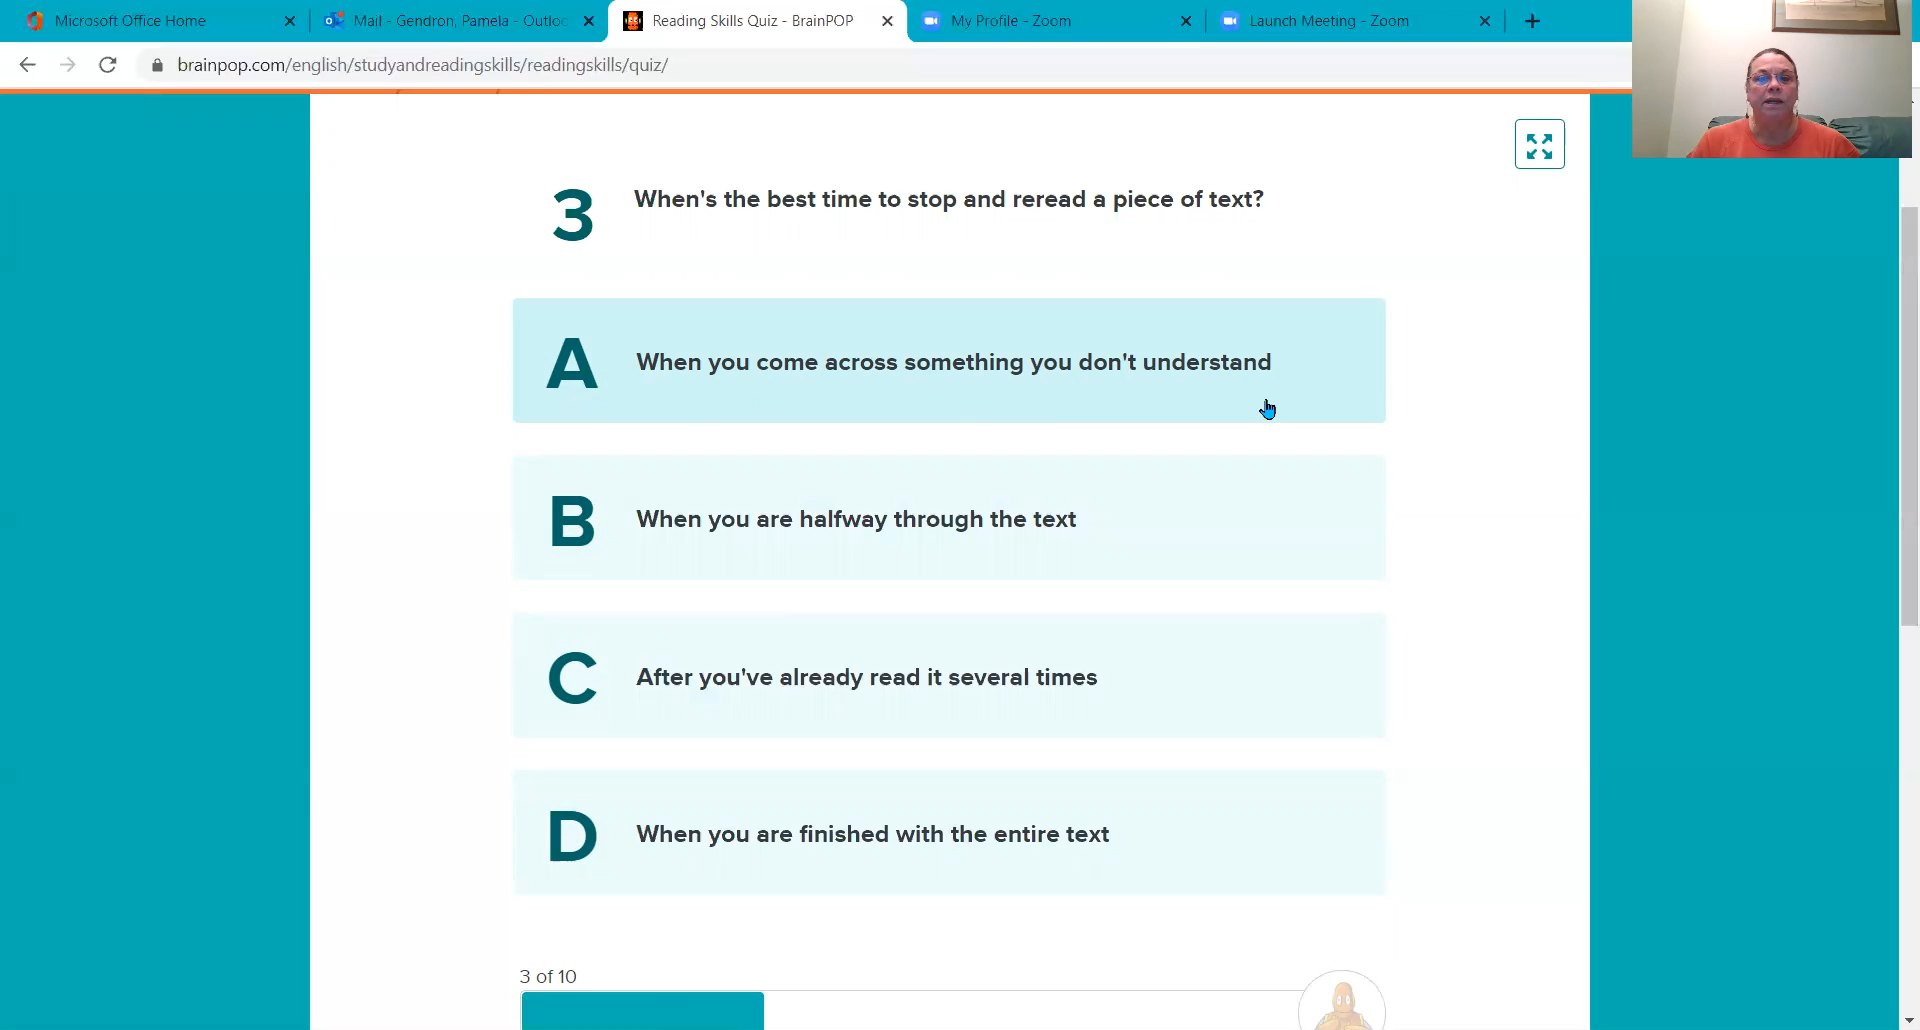 Microsoft Office Home
Mail - Gendron, Pamela - Outloo
Reading Skills Quiz - BrainPOP
My Profile - Zoom
Launch Meeting - Zoom
brainpop.com/english/studyandreadingskills/readingskills/quiz/
3 When's the best time to stop and reread a piece of text?
A When you come across something you don't understand
B When you are halfway through the text
C After you've already read it several times
D When you are finished with the entire text
3 of 10